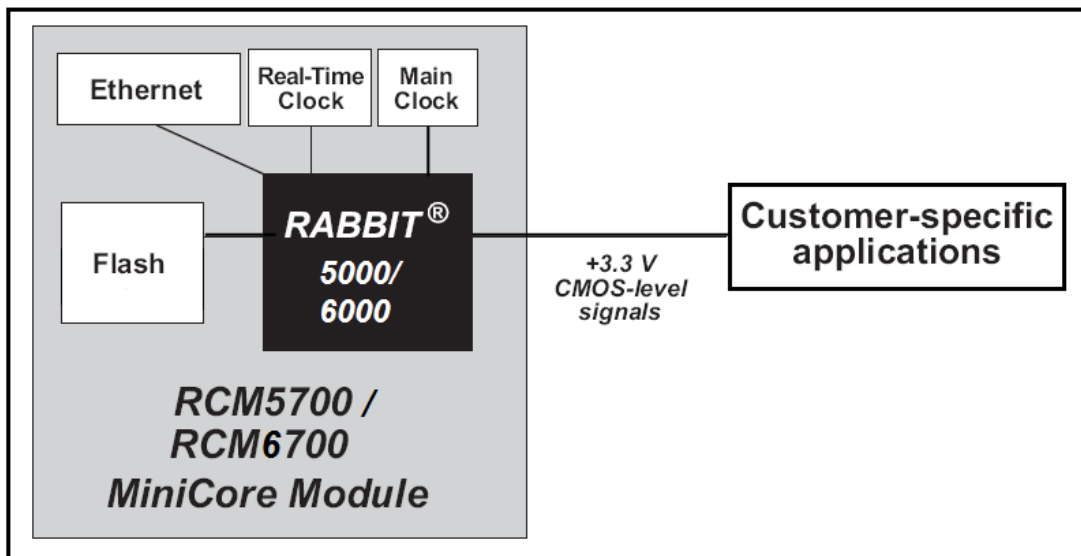 Ethernet
Real-Time
Clock
Main
Clock
Flash
RABBIT®
5000/
6000
+3.3 V
CMOS-level
signals
Customer-specific
applications
RCM5700 /
RCM6700
MiniCore Module